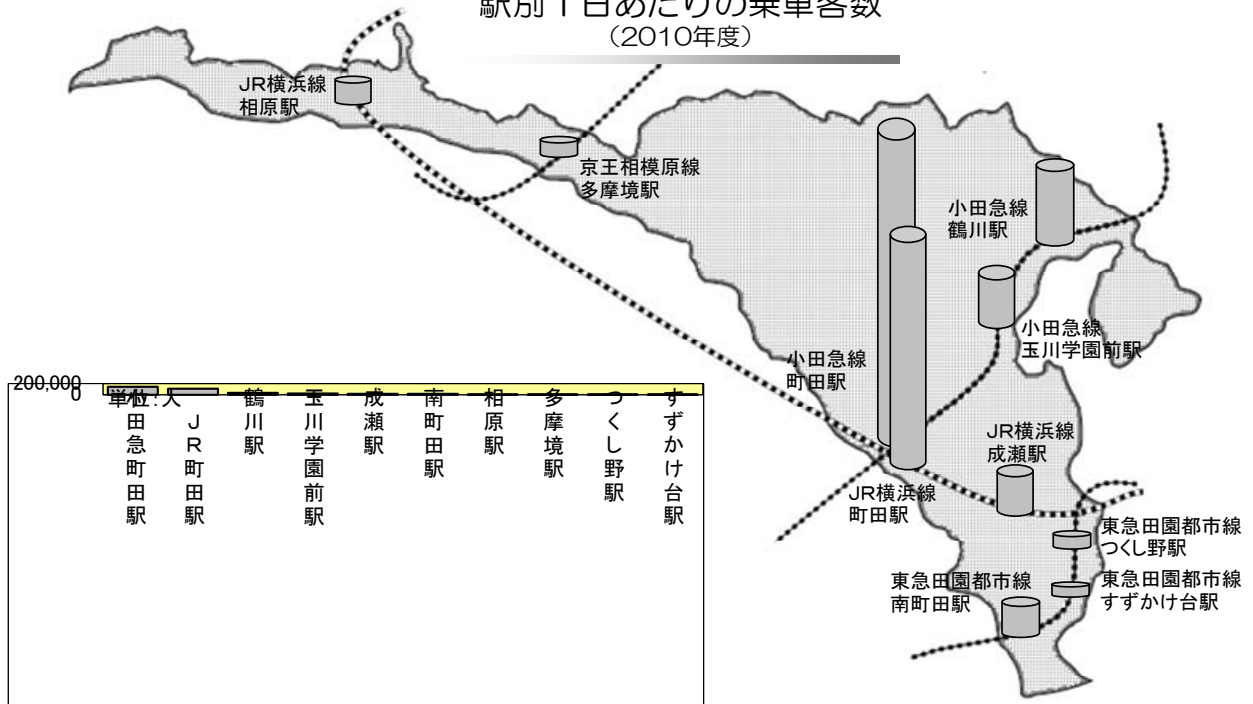 駅別1日あたりの乗車客数
(2010年度)
JR横浜線
相原駅
京王相模原線
多摩境駅
小田急線
鶴川駅
小田急線
玉川学園前駅
小田急線
町田駅
JR横浜線
成瀬駅
JR横浜線
町田駅
東急田園都市線
つくし野駅
東急田園都市線
南町田駅
東急田園都市線
すずかけ台駅
200,000
0
単位:人
小田急町田駅
JR町田駅
鶴川駅
玉川学園前駅
成瀬駅
南町田駅
相原駅
多摩境駅
つくし野駅
すずかけ台駅